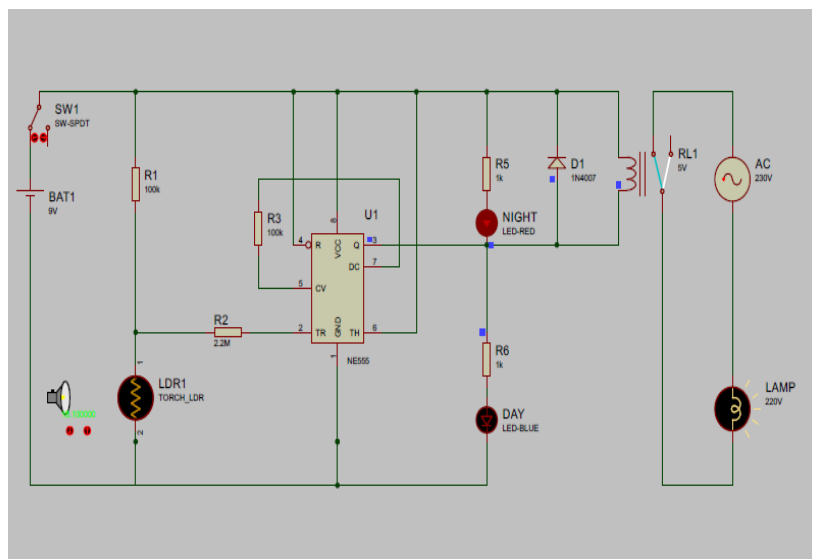 SW1
SW-SPDT
BAT1
9V
R1
100k
R3
100k
U1
8
4
R
VCC
Q
3
DC
7
5
CV
R2
2.2M
2
TR
GND
TH
6
1
NE555
1
LDR1
TORCH_LDR
2
R5
1k
D1
1N4007
NIGHT
LED-RED
R6
1k
DAY
LED-BLUE
RL1
5V
AC
230V
LAMP
220V